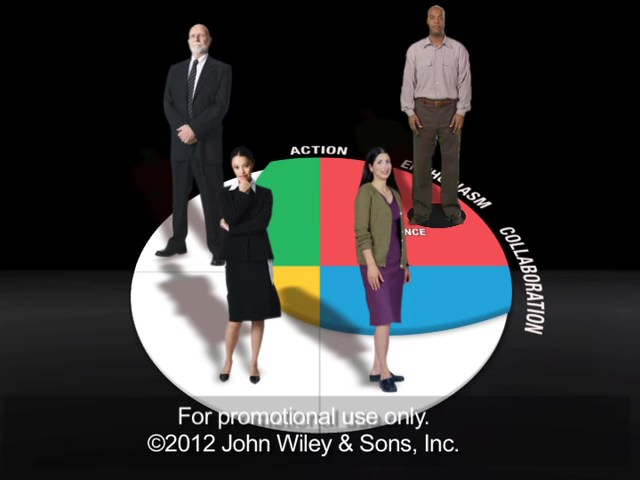 ACTION
COLLABORATION
For promotional use only.
©2012 John Wiley & Sons, Inc.